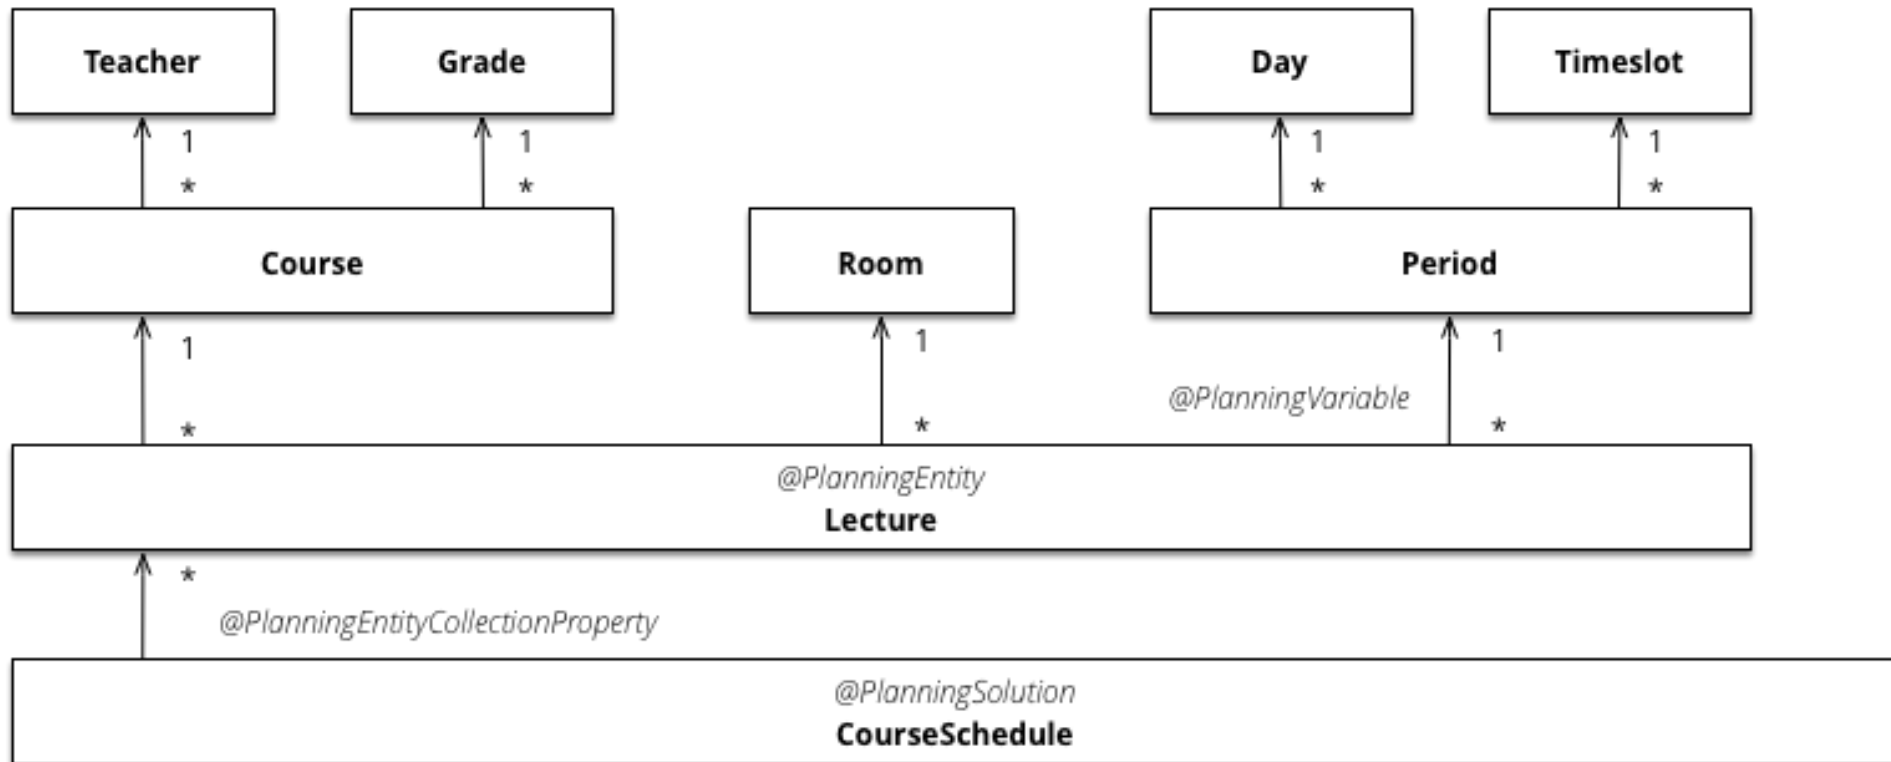 Teacher
Grade
Day
Timeslot
1
1
1
1
*
*
*
*
Course
Room
Period
1
1
1
@PlanningVariable
*
*
*
@PlanningEntity
Lecture
*
@PlanningEntityCollectionProperty
@PlanningSolution
CourseSchedule